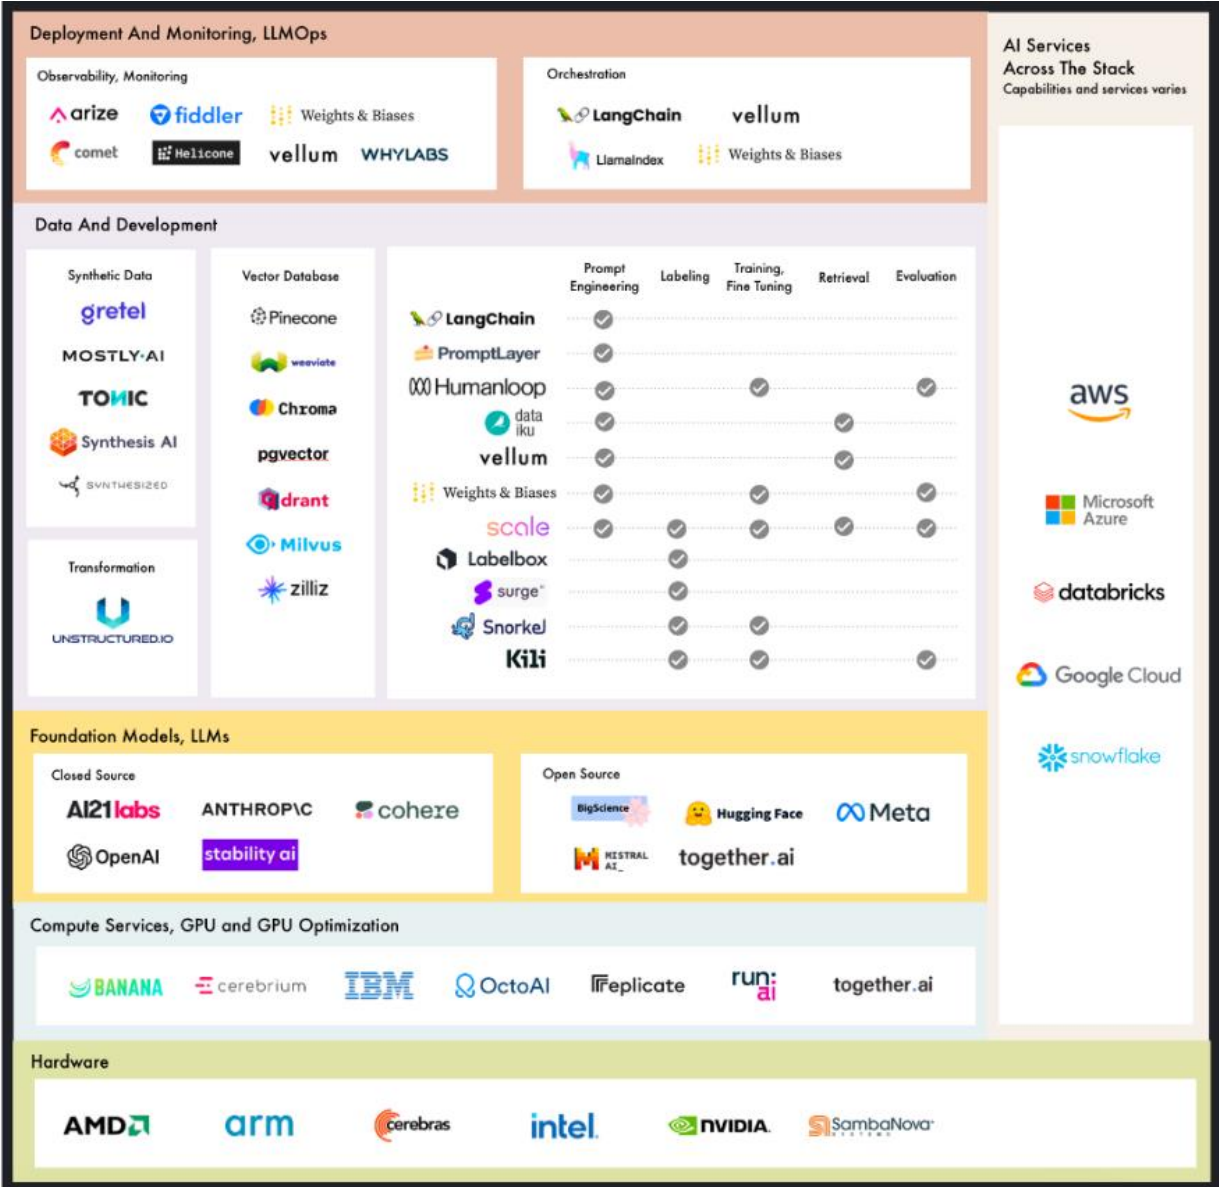 Deployment And Monitoring, LLMOps
Observability, Monitoring
arize
fiddler
Weights & Biases
comet
Helicone
vellum
WHYLABS
Orchestration
LangChain
vellum
LlamaIndex
Weights & Biases
AI Services
Across The Stack
Capabilities and services varies
aws
Microsoft
Azure
databricks
Google Cloud
snowflake
Data And Development
Synthetic Data
gretel
MOSTLY·AI
TONIC
Synthesis AI
SYNTHESIZED
Transformation
UNSTRUCTURED.IO
Vector Database
Pinecone
weaviate
Chroma
pgvector
qdrant
Milvus
zilliz
Prompt
Engineering
Labeling
Training,
Fine Tuning
Retrieval
Evaluation
LangChain
PromptLayer
Humanloop
data
iku
vellum
Weights & Biases
scale
Labelbox
surge
Snorkel
Kili
Foundation Models, LLMs
Closed Source
AI21labs
ANTHROP\C
cohere
OpenAI
stability ai
Open Source
BigScience
Hugging Face
Meta
MISTRAL
AI_
together.ai
Compute Services, GPU and GPU Optimization
BANANA
cerebrium
IBM
OctoAI
replicate
run:
ai
together.ai
Hardware
AMD
arm
cerebras
intel.
NVIDIA.
SambaNova
SYSTEMS